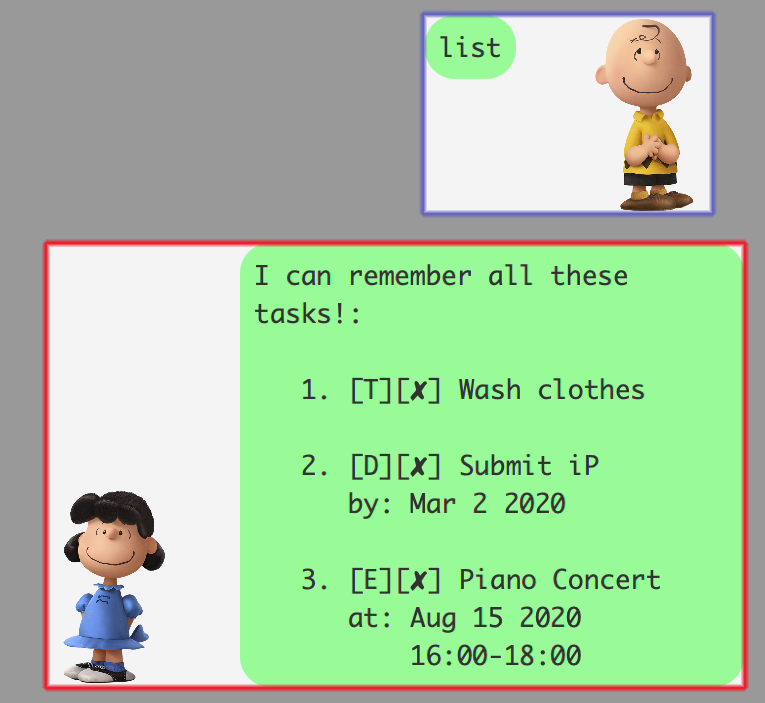 list
I can remember all these
tasks!:
1. [T][✘] Wash clothes
2. [D][✘] Submit iP
by: Mar 2 2020
3. [E][✘] Piano Concert
at: Aug 15 2020
16:00-18:00